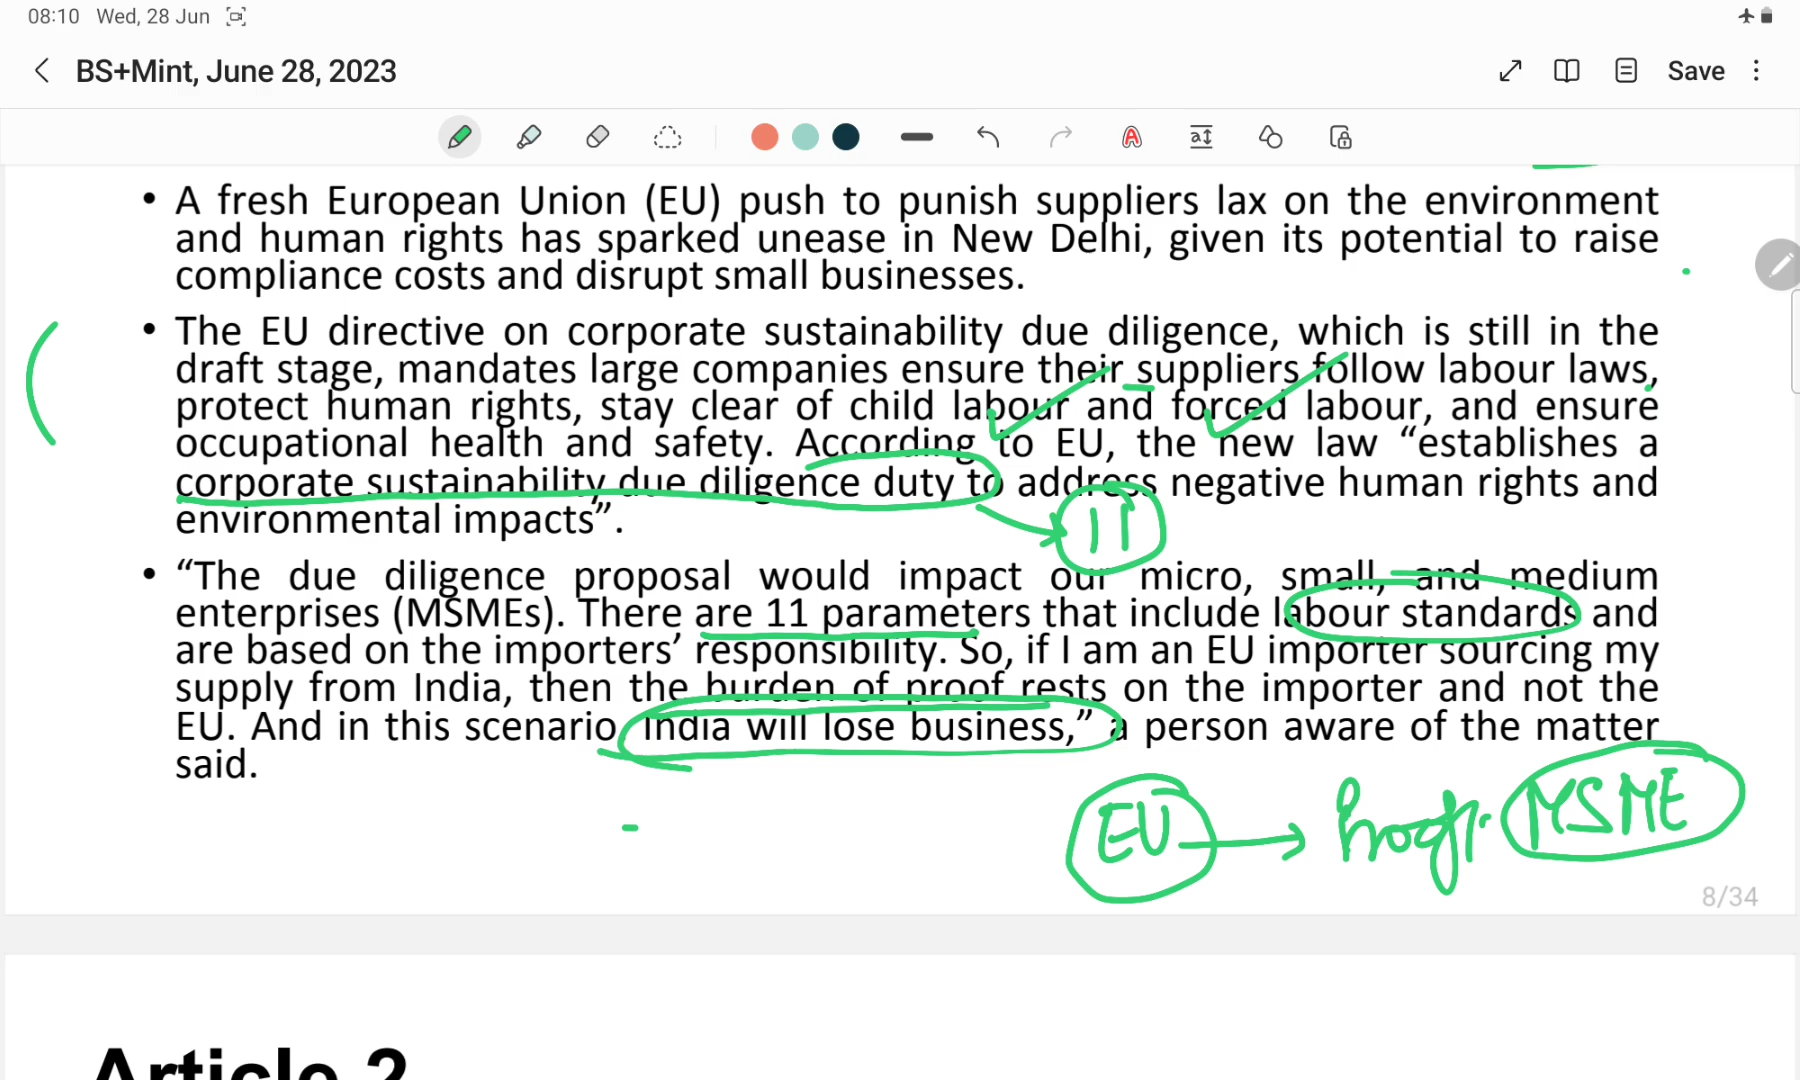 08:10 Wed, 28 Jun
BS+Mint, June 28, 2023
Save
• A fresh European Union (EU) push to punish suppliers lax on the environment
and human rights has sparked unease in New Delhi, given its potential to raise
compliance costs and disrupt small businesses.
• The EU directive on corporate sustainability due diligence, which is still in the
draft stage, mandates large companies ensure their suppliers follow labour laws,
protect human rights, stay clear of child labour and forced labour, and ensure
occupational health and safety. According to EU, the new law “establishes a
corporate sustainability due diligence duty to address negative human rights and
environmental impacts”.
11
• “The due diligence proposal would impact our micro, small, and medium
enterprises (MSMEs). There are 11 parameters that include labour standards and
are based on the importers’ responsibility. So, if I am an EU importer sourcing my
supply from India, then the burden of proof rests on the importer and not the
EU. And in this scenario India will lose business,” a person aware of the matter
said.
EU → MSME
8/34
Article 2